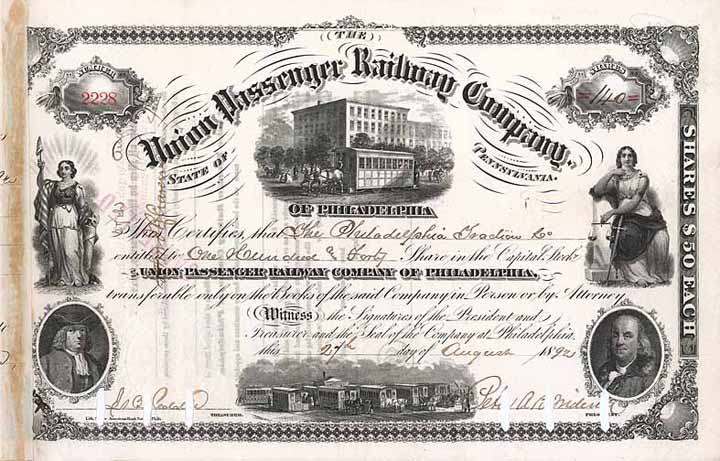 (THE)
NUMBER
2228
SHARES
140
Union Passenger Railway Company,
STATE OF
PENNSYLVANIA.
OF PHILADELPHIA
This Certifies, that The Philadelphia Traction Co
entitled to One Hundred & Forty Share in the Capital Stock
UNION PASSENGER RAILWAY COMPANY OF PHILADELPHIA,
transferable only on the Books of the said Company in Person or by Attorney
Witness the Signatures of the President and
Treasurer and the Seal of the Company at Philadelphia.
this 27th day of August 1892
TREASURER.
PRESIDENT.
SHARES $50 EACH